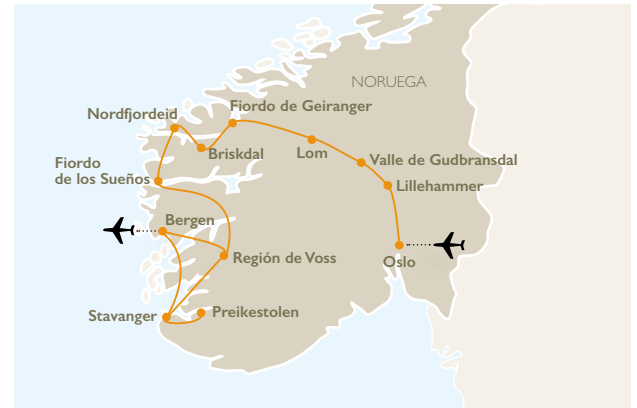 NORUEGA
Fiordo de Geiranger
Nordfjordeid
Briskdal
Lom
Valle de Gudbransdal
Fiordo
de los Sueños
Lillehammer
Bergen
Región de Voss
Oslo
Stavanger
Preikestolen